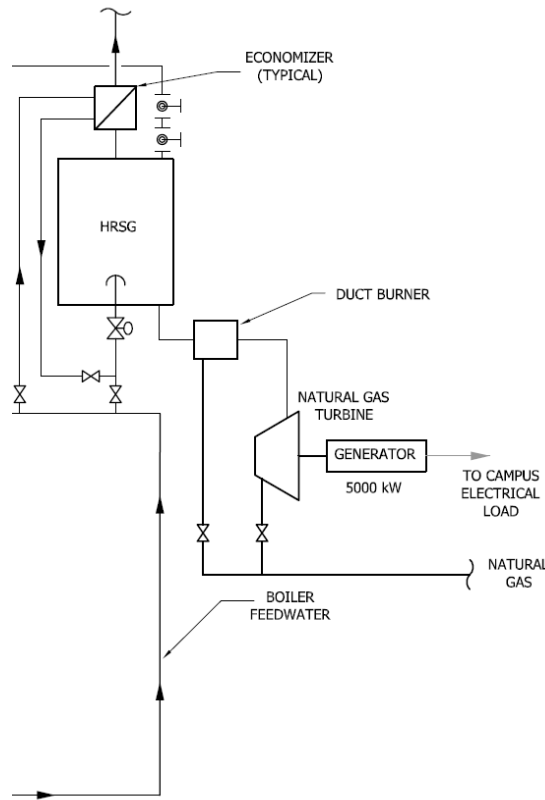 ECONOMIZER
(TYPICAL)
HRSG
DUCT BURNER
NATURAL GAS
TURBINE
GENERATOR
5000 kW
TO CAMPUS
ELECTRICAL
LOAD
NATURAL
GAS
BOILER
FEEDWATER